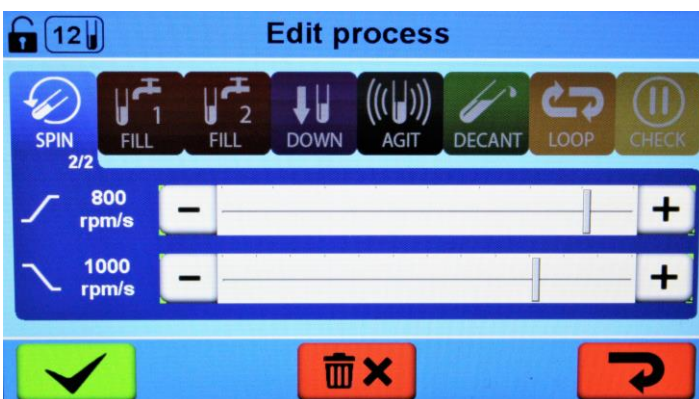 12
Edit process
SPIN
2/2
1
FILL
2
FILL
DOWN
AGIT
DECANT
LOOP
CHECK
800
rpm/s
-
+
1000
rpm/s
-
+